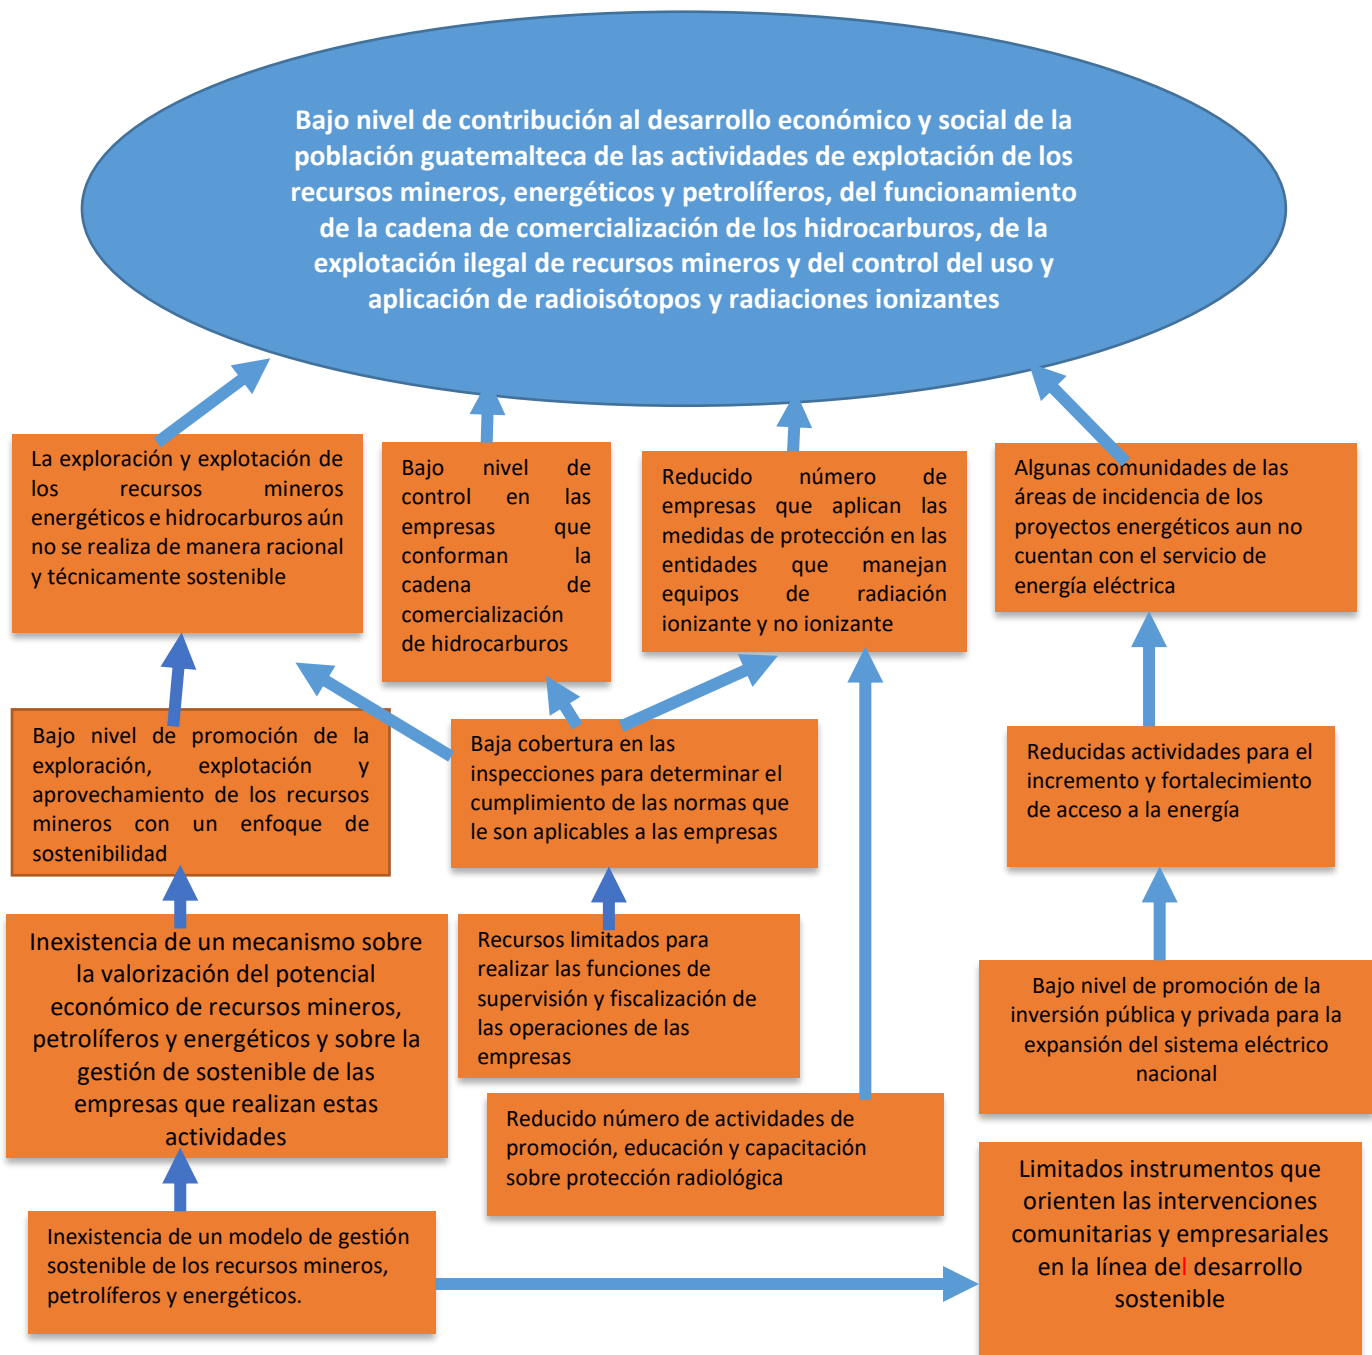 Bajo nivel de contribución al desarrollo económico y social de la
población guatemalteca de las actividades de explotación de los
recursos mineros, energéticos y petrolíferos, del funcionamiento
de la cadena de comercialización de los hidrocarburos, de la
explotación ilegal de recursos mineros y del control del uso y
aplicación de radioisótopos y radiaciones ionizantes
La exploración y explotación de
los recursos mineros
energéticos e hidrocarburos aún
no se realiza de manera racional
y técnicamente sostenible
Bajo nivel de
control en las
empresas que
conforman la
cadena de
comercialización
de hidrocarburos
Reducido número de
empresas que aplican las
medidas de protección en las
entidades que manejan
equipos de radiación
ionizante y no ionizante
Algunas comunidades de las
áreas de incidencia de los
proyectos energéticos aun no
cuentan con el servicio de
energía eléctrica
Bajo nivel de promoción de la
exploración, explotación y
aprovechamiento de los recursos
mineros con un enfoque de
sostenibilidad
Baja cobertura en las
inspecciones para determinar el
cumplimiento de las normas que
le son aplicables a las empresas
Reducidas actividades para el
incremento y fortalecimiento
de acceso a la energía
Inexistencia de un mecanismo sobre
la valorización del potencial
económico de recursos mineros,
petrolíferos y energéticos y sobre la
gestión de sostenible de las
empresas que realizan estas
actividades
Recursos limitados para
realizar las funciones de
supervisión y fiscalización de
las operaciones de las
empresas
Bajo nivel de promoción de la
inversión pública y privada para la
expansión del sistema eléctrico
nacional
Reducido número de actividades de
promoción, educación y capacitación
sobre protección radiológica
Limitados instrumentos que
orienten las intervenciones
comunitarias y empresariales
en la línea del desarrollo
sostenible
Inexistencia de un modelo de gestión
sostenible de los recursos mineros,
petrolíferos y energéticos.